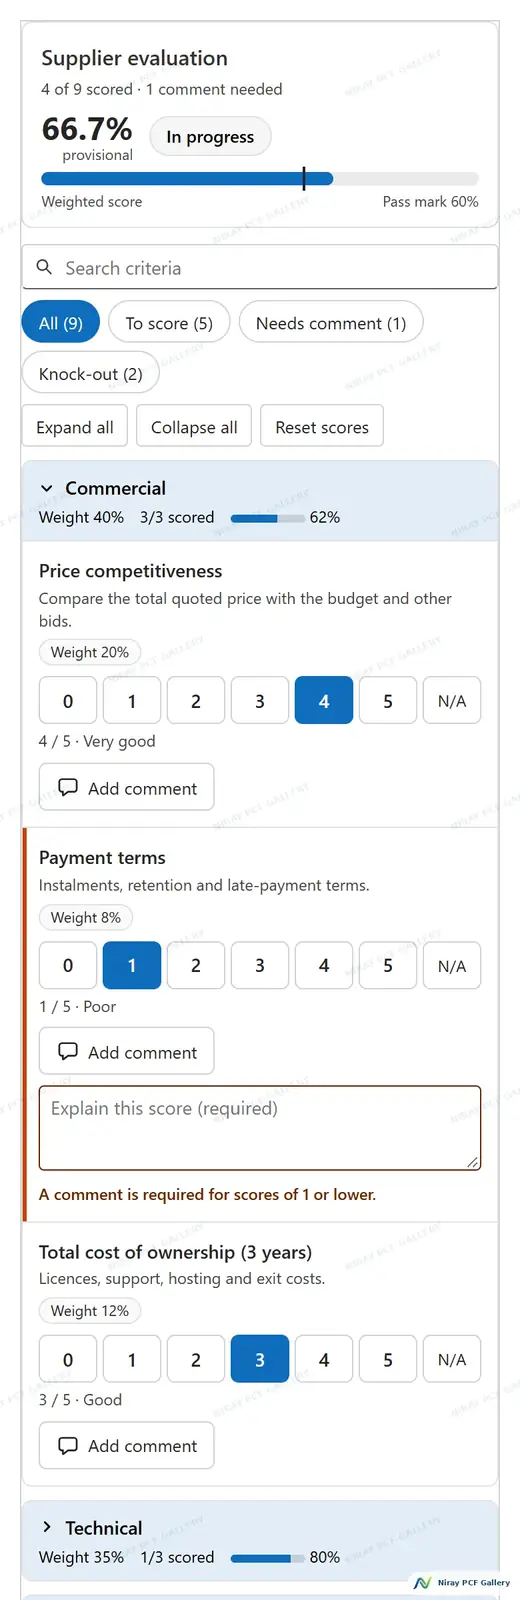 Supplier evaluation
4 of 9 scored · 1 comment needed
66.7%
In progress
provisional
Weighted score
Pass mark 60%
Search criteria
All (9)
To score (5)
Needs comment (1)
Knock-out (2)
Expand all
Collapse all
Reset scores
Commercial
Weight 40% 3/3 scored 62%
Price competitiveness
Compare the total quoted price with the budget and other
bids.
Weight 20%
0 1 2 3 4 5 N/A
4 / 5 · Very good
Add comment
Payment terms
Instalments, retention and late-payment terms.
Weight 8%
0 1 2 3 4 5 N/A
1 / 5 · Poor
Add comment
Explain this score (required)
A comment is required for scores of 1 or lower.
Total cost of ownership (3 years)
Licences, support, hosting and exit costs.
Weight 12%
0 1 2 3 4 5 N/A
3 / 5 · Good
Add comment
Technical
Weight 35% 1/3 scored 80%
Niray PCF Gallery